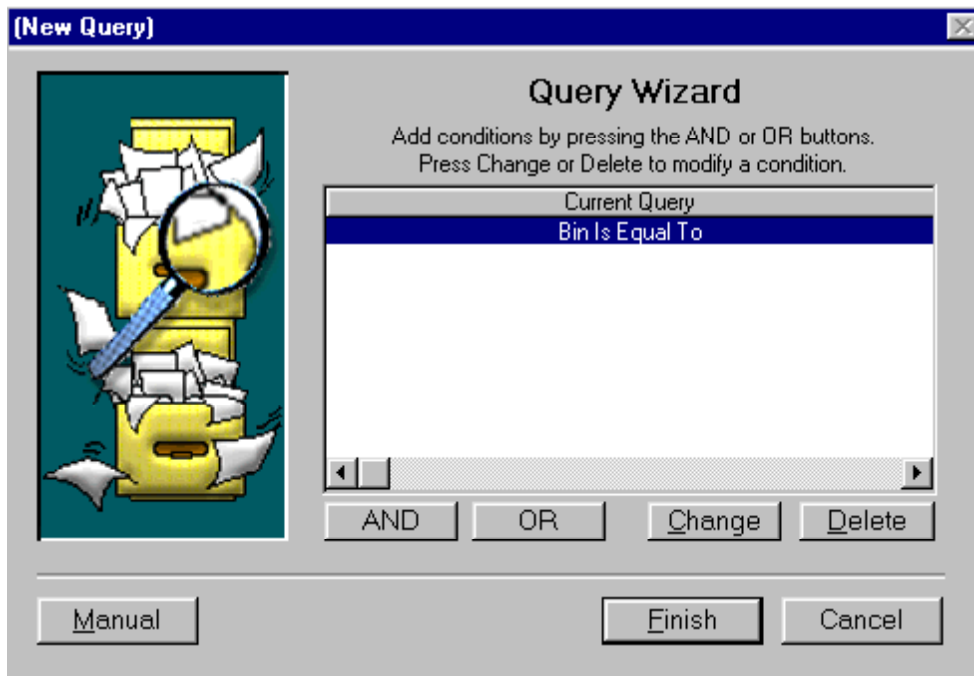 (New Query)
Query Wizard
Add conditions by pressing the AND or OR buttons.
Press Change or Delete to modify a condition.
Current Query
Bin Is Equal To
AND OR Change Delete
Manual Finish Cancel